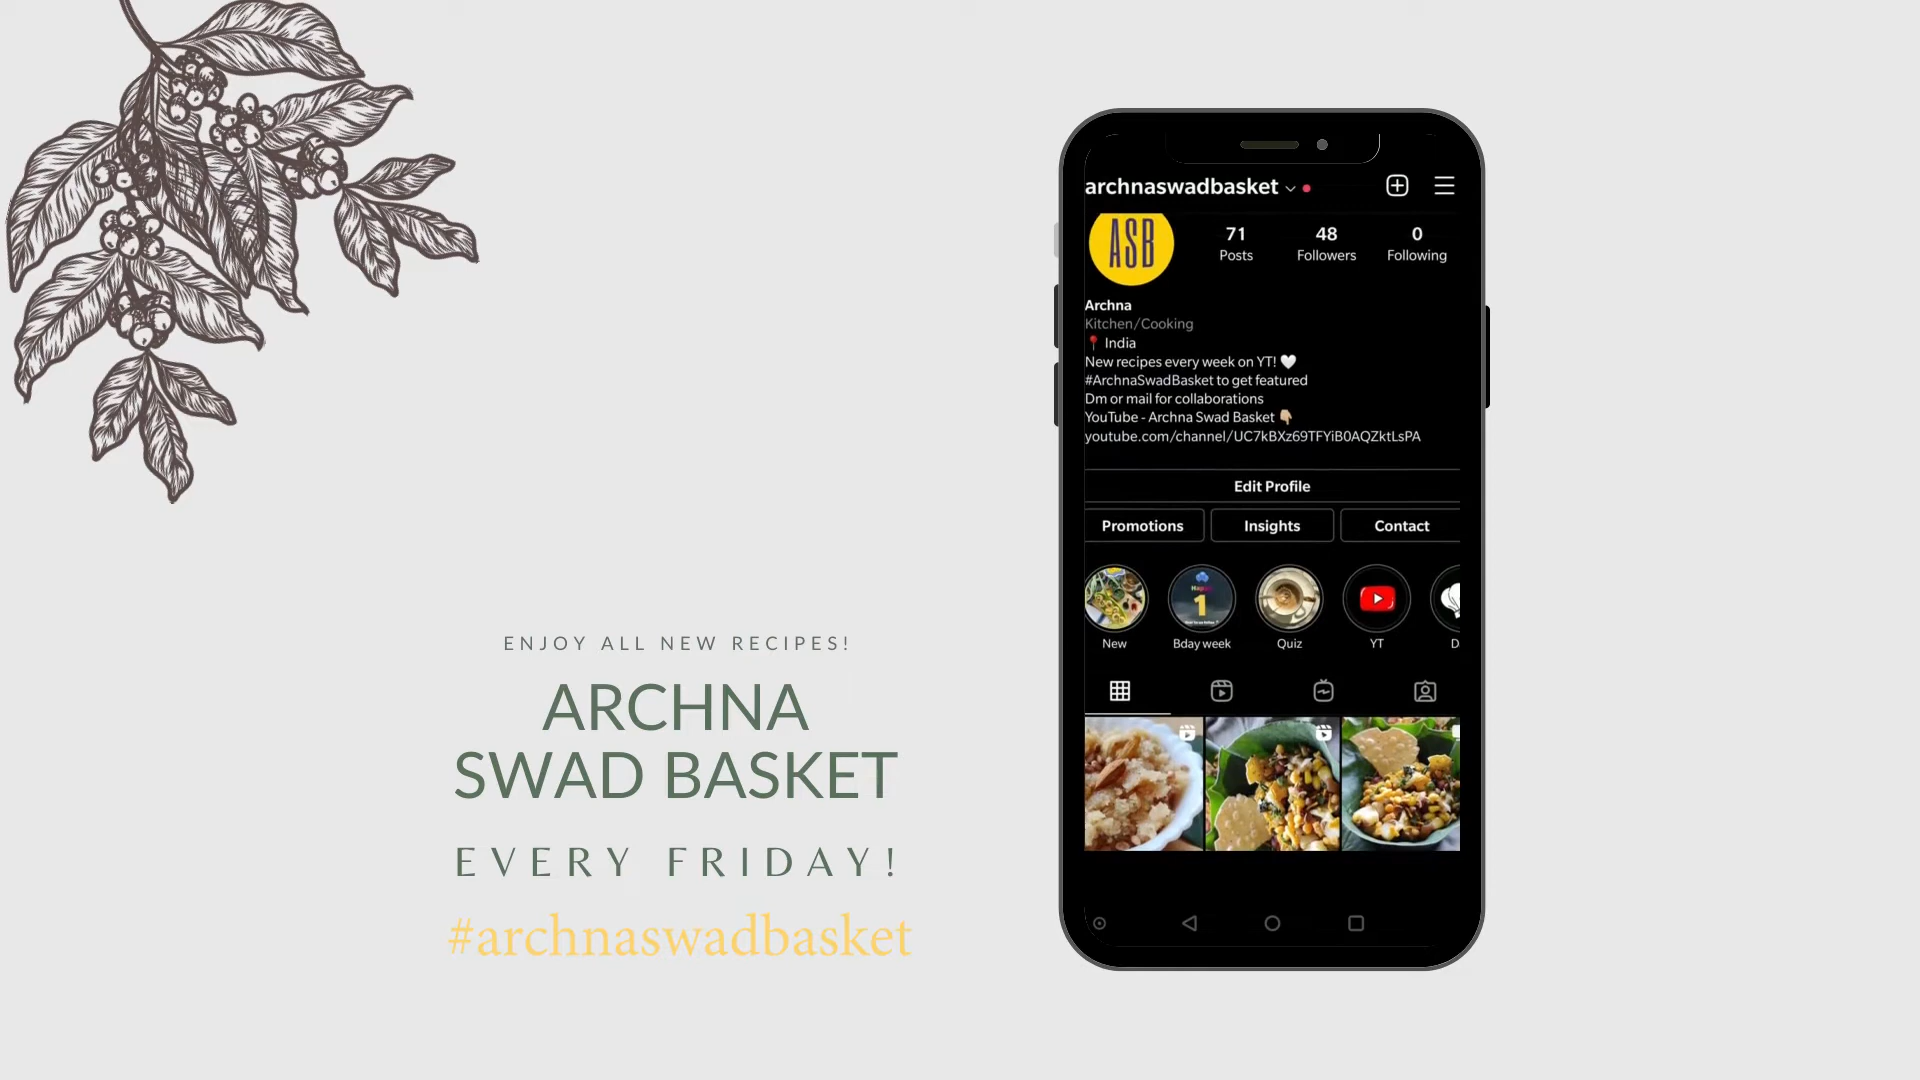 ENJOY ALL NEW RECIPES!
ARCHNA
SWAD BASKET
EVERY FRIDAY!
#archnaswadbasket
archnaswadbasket
ASB
71 48 0
Posts Followers Following
Archna
Kitchen/Cooking
📍 India
New recipes every week on YT! 🤍
#ArchnaSwadBasket to get featured
Dm or mail for collaborations
YouTube - Archna Swad Basket 👇🏼
youtube.com/channel/UC7kBXz69TFYiB0AQZktLsPA
Edit Profile
Promotions Insights Contact
1
New Bday week Quiz YT D